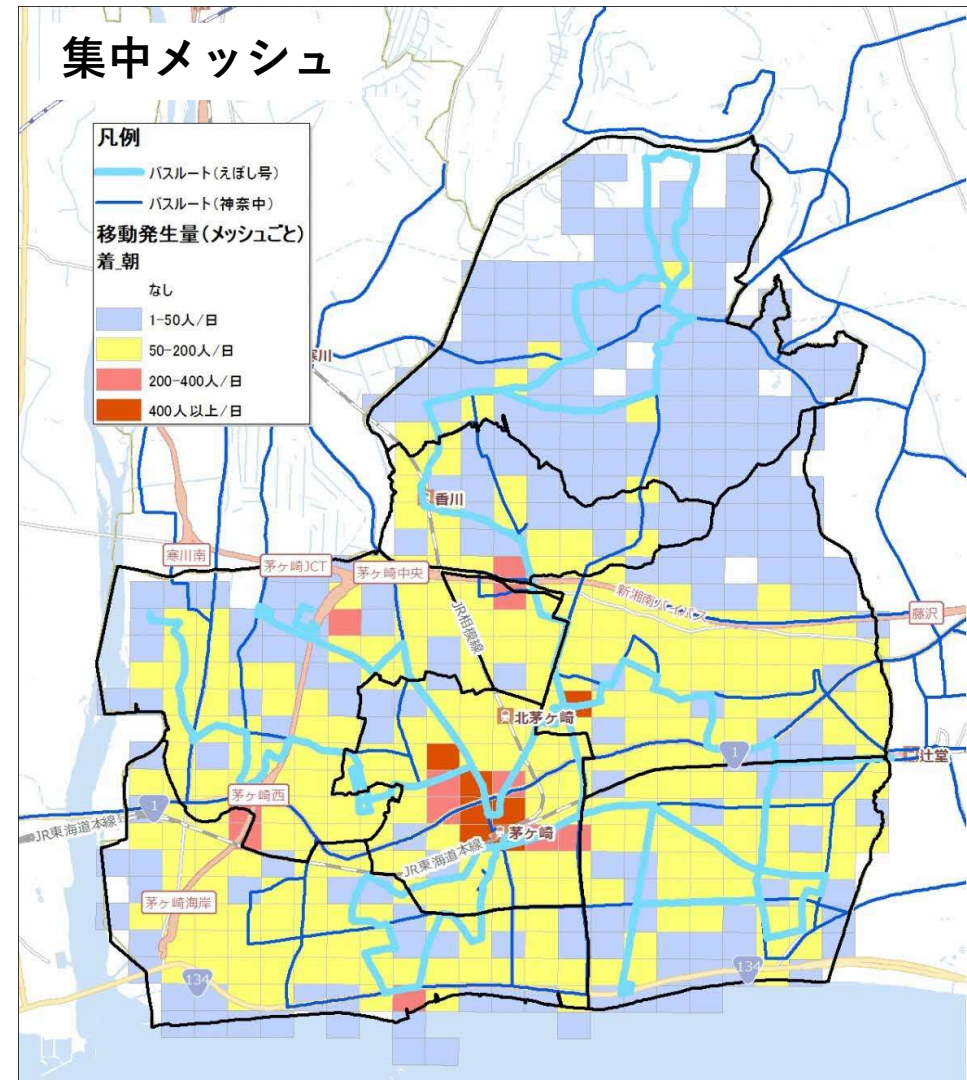 集中メッシュ
凡例
バスルート(えぼし号)
バスルート(神奈中)
移動発生量(メッシュごと)
着_朝
なし
1-50人/日
50-200人/日
200-400人/日
400人以上/日
寒川
香川
寒川南
茅ヶ崎JCT
茅ヶ崎中央
新湘南バイパス
藤沢
JR相模線
北茅ヶ崎
1
辻堂
茅ヶ崎西
1
JR東海道本線
茅ヶ崎
JR東海道本線
茅ヶ崎海岸
134
134